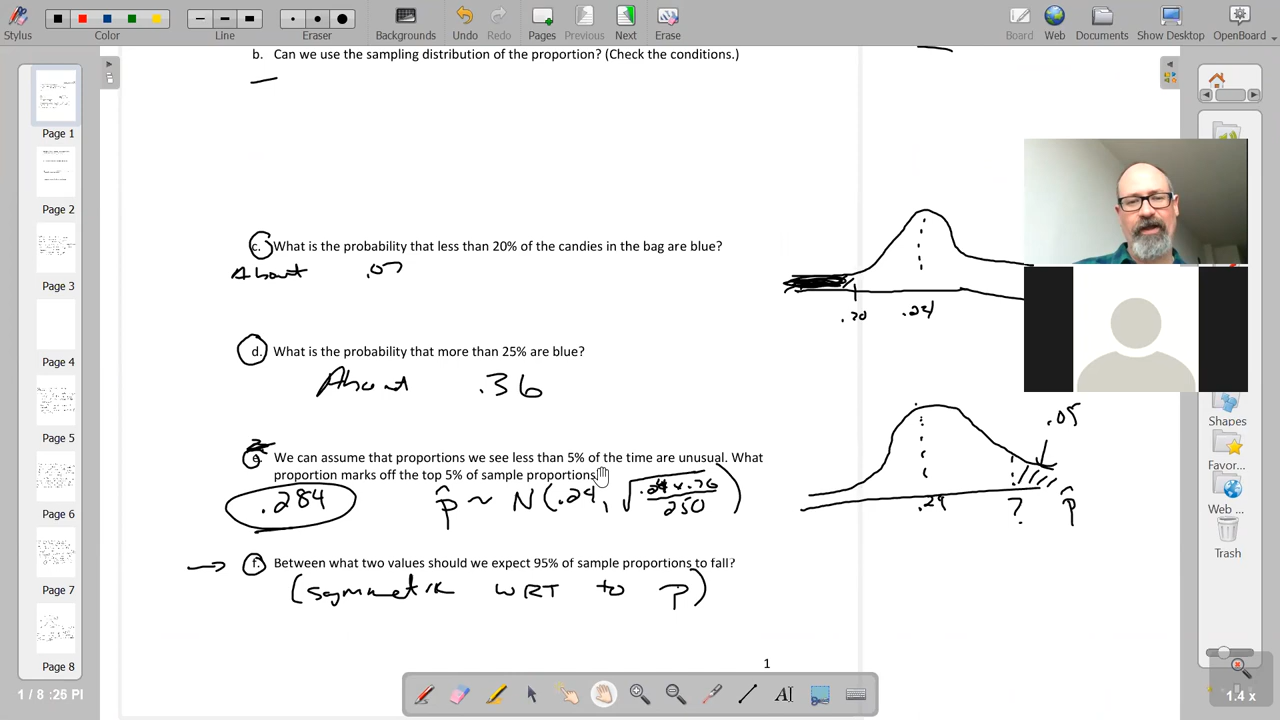 Stylus
Color
Line
Eraser
Backgrounds
Undo
Redo
Pages
Previous
Next
Erase
Board
Web
Documents
Show Desktop
OpenBoard
b. Can we use the sampling distribution of the proportion? (Check the conditions.)
c. What is the probability that less than 20% of the candies in the bag are blue?
About .07
.20 .24
d. What is the probability that more than 25% are blue?
About .36
e. We can assume that proportions we see less than 5% of the time are unusual. What
proportion marks off the top 5% of sample proportions?
.284 p̂ ~ N(.24, √(.24 x .76 / 250))
.05
.24 ? p̂
f. Between what two values should we expect 95% of sample proportions to fall?
(symmetric WRT to p)
1
Page 1
Page 2
Page 3
Page 4
Page 5
Page 6
Page 7
Page 8
1 / 8 :26 PI
Shapes
Favor...
Web ...
Trash
1.4 x